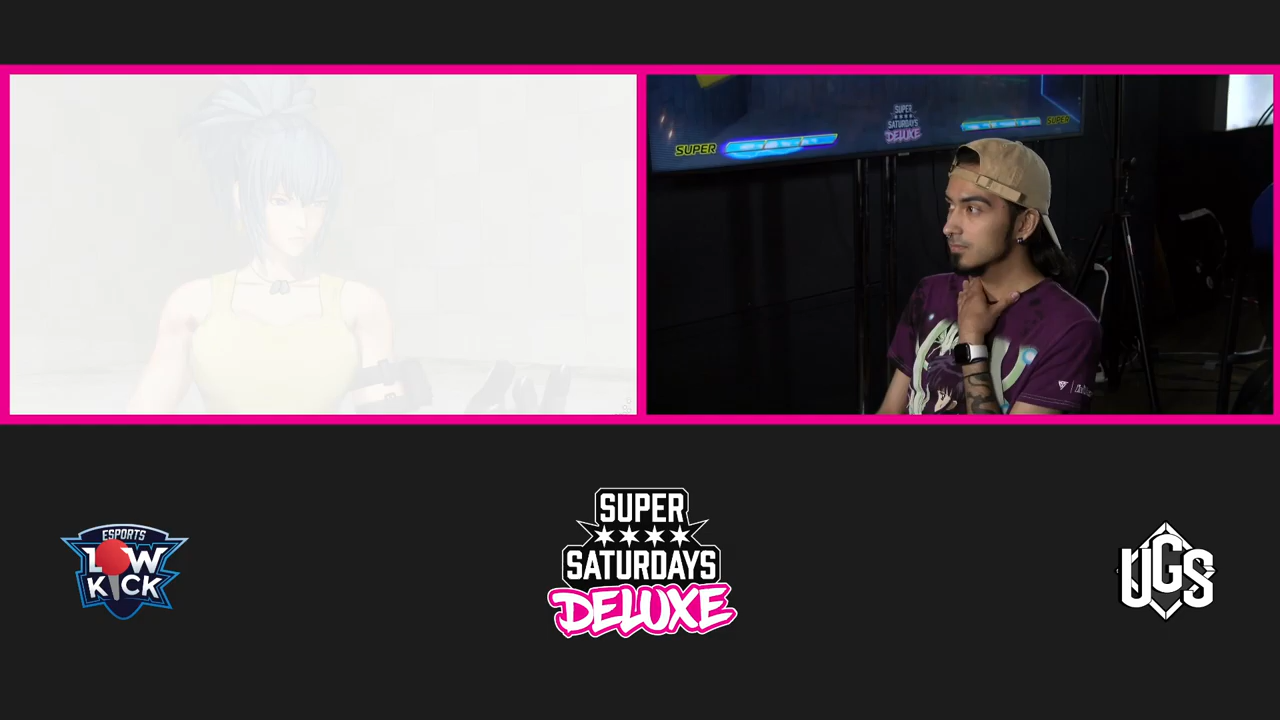 SUPER
SUPER
SATURDAYS
DELUXE
SUPER
ESPORTS
LOW
KICK
SUPER
SATURDAYS
DELUXE
UGS